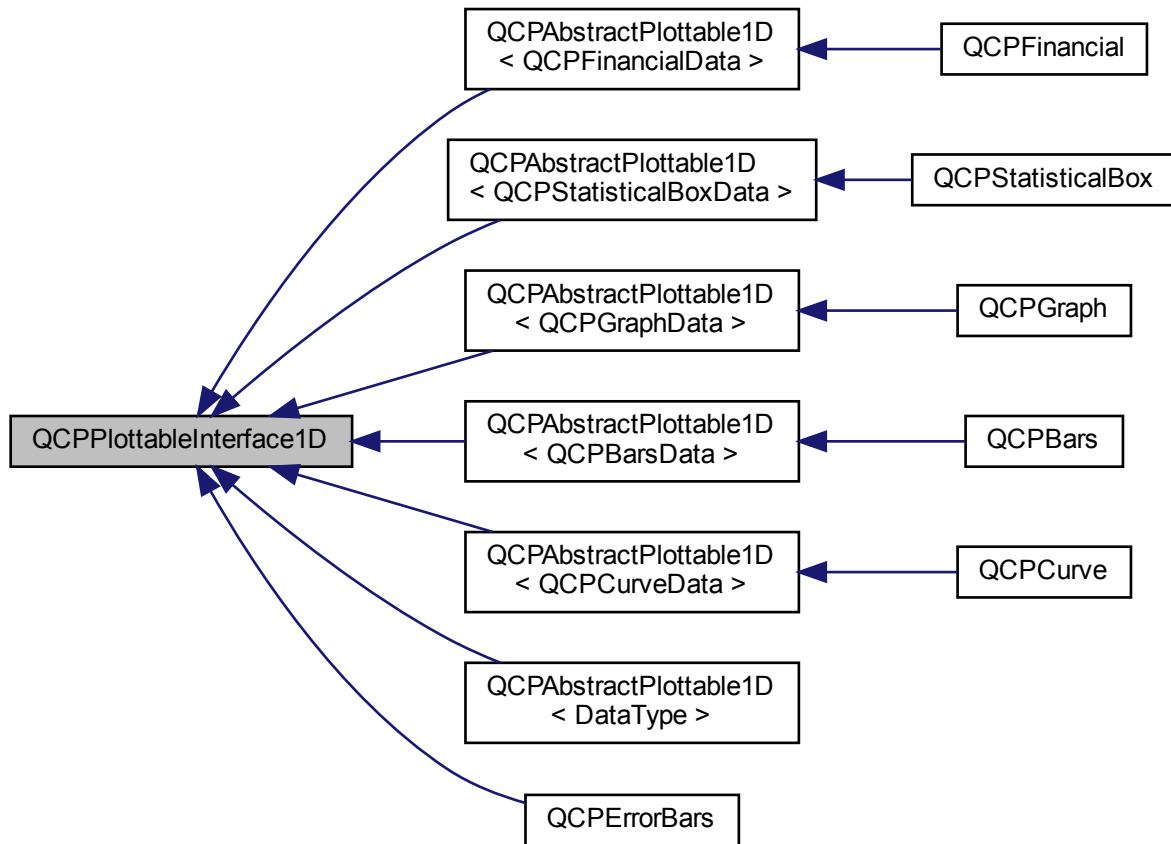 QCPAbstractPlottable1D
< QCPFinancialData >
QCPFinancial
QCPAbstractPlottable1D
< QCPStatisticalBoxData >
QCPStatisticalBox
QCPAbstractPlottable1D
< QCPGraphData >
QCPGraph
QCPPlottableInterface1D
QCPAbstractPlottable1D
< QCPBarsData >
QCPBars
QCPAbstractPlottable1D
< QCPCurveData >
QCPCurve
QCPAbstractPlottable1D
< DataType >
QCPErrorBars